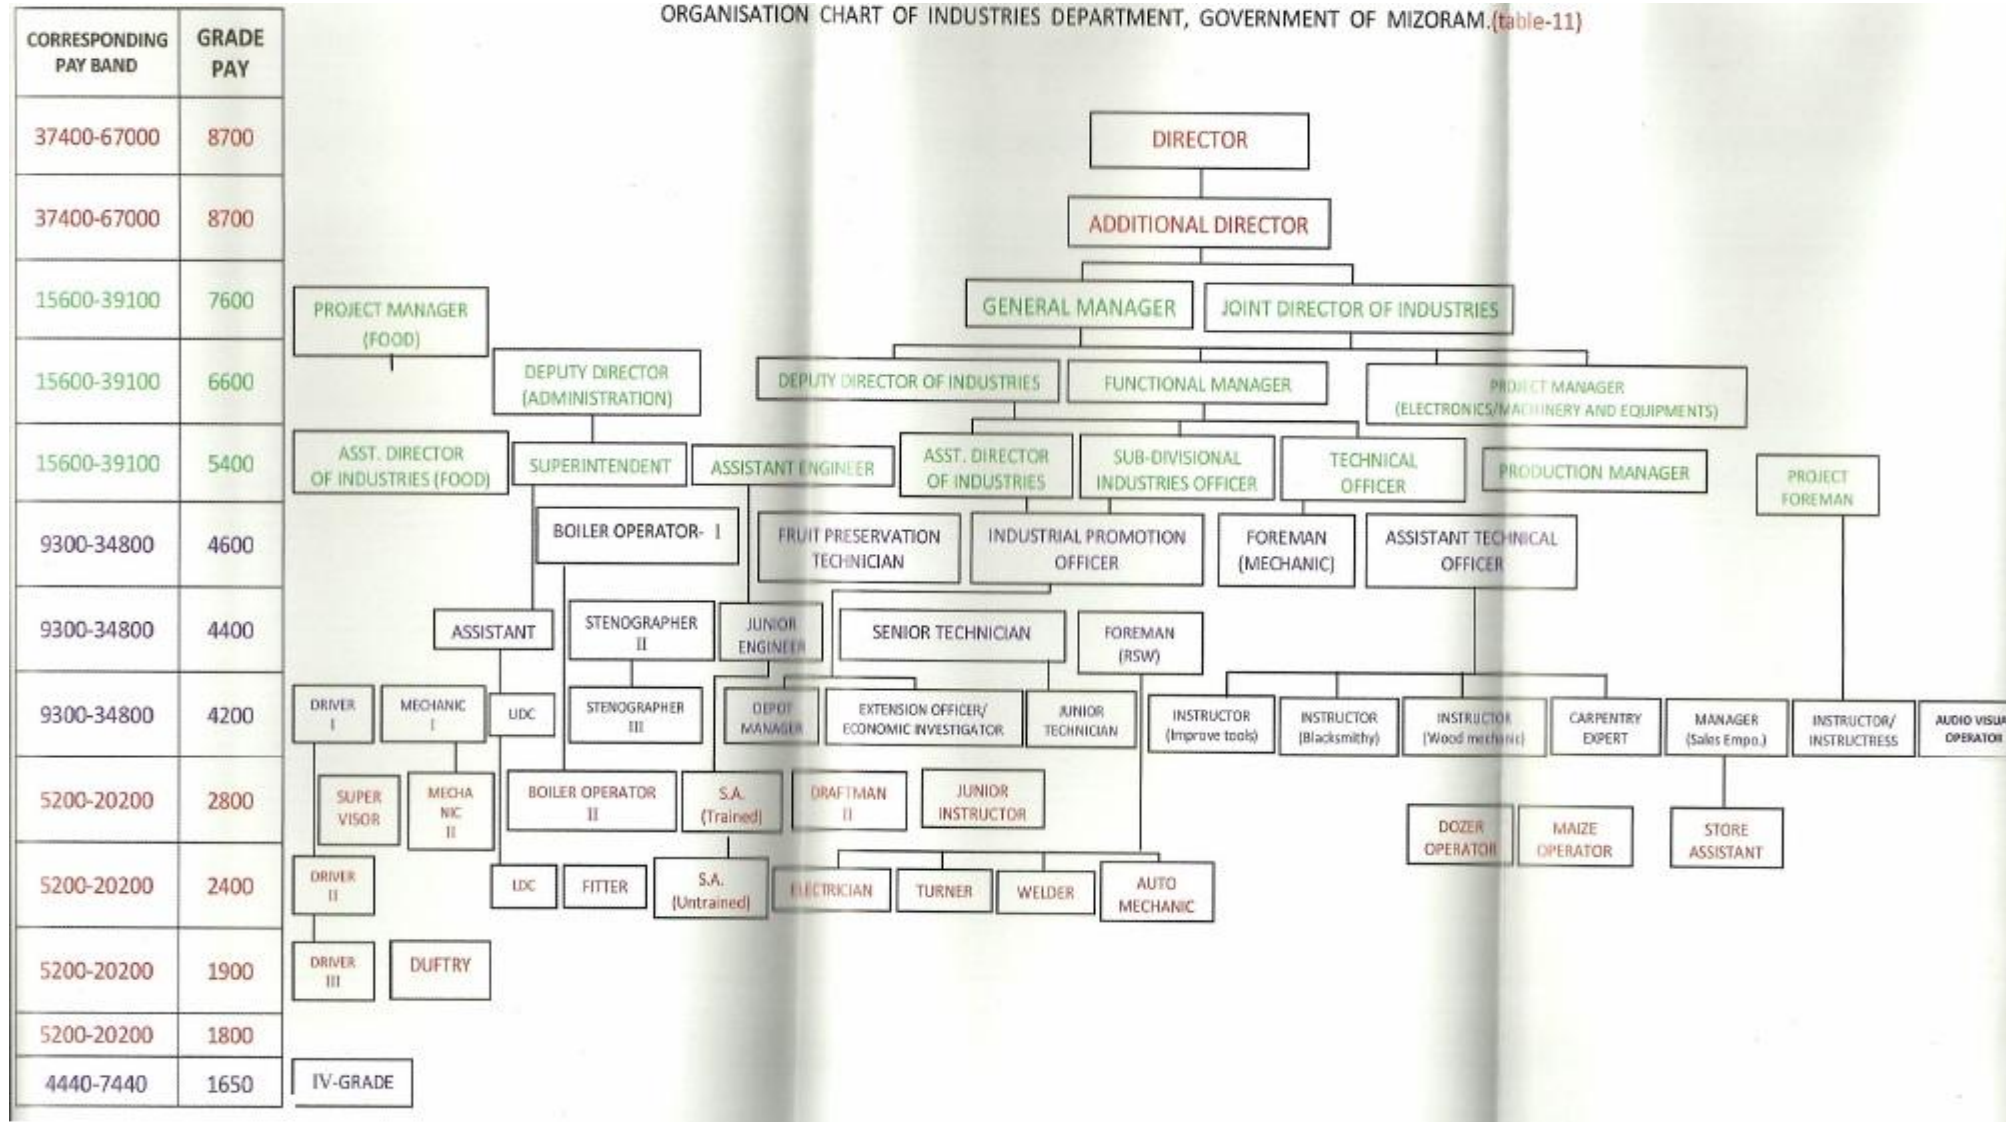 ORGANISATION CHART OF INDUSTRIES DEPARTMENT, GOVERNMENT OF MIZORAM.(table-11)
CORRESPONDING
PAY BAND
GRADE
PAY
37400-67000 8700
DIRECTOR
37400-67000 8700
ADDITIONAL DIRECTOR
15600-39100 7600
PROJECT MANAGER
(FOOD)
GENERAL MANAGER
JOINT DIRECTOR OF INDUSTRIES
15600-39100 6600
DEPUTY DIRECTOR
(ADMINISTRATION)
DEPUTY DIRECTOR OF INDUSTRIES
FUNCTIONAL MANAGER
PROJECT MANAGER
(ELECTRONICS/MACHINERY AND EQUIPMENTS)
15600-39100 5400
ASST. DIRECTOR
OF INDUSTRIES (FOOD)
SUPERINTENDENT
ASSISTANT ENGINEER
ASST. DIRECTOR
OF INDUSTRIES
SUB-DIVISIONAL
INDUSTRIES OFFICER
TECHNICAL
OFFICER
PRODUCTION MANAGER
PROJECT
FOREMAN
9300-34800 4600
BOILER OPERATOR- I
FRUIT PRESERVATION
TECHNICIAN
INDUSTRIAL PROMOTION
OFFICER
FOREMAN
(MECHANIC)
ASSISTANT TECHNICAL
OFFICER
9300-34800 4400
ASSISTANT
STENOGRAPHER
II
JUNIOR
ENGINEER
SENIOR TECHNICIAN
FOREMAN
(RSW)
9300-34800 4200
DRIVER
I
MECHANIC
I
UDC
STENOGRAPHER
III
DEPOT
MANAGER
EXTENSION OFFICER/
ECONOMIC INVESTIGATOR
JUNIOR
TECHNICIAN
INSTRUCTOR
(Improve tools)
INSTRUCTOR
(Blacksmithy)
INSTRUCTOR
(Wood mechanic)
CARPENTRY
EXPERT
MANAGER
(Sales Empo.)
INSTRUCTOR/
INSTRUCTRESS
AUDIO VISUA
OPERATOR
5200-20200 2800
SUPER
VISOR
MECHA
NIC
II
BOILER OPERATOR
II
S.A.
(Trained)
DRAFTMAN
II
JUNIOR
INSTRUCTOR
DOZER
OPERATOR
MAIZE
OPERATOR
STORE
ASSISTANT
5200-20200 2400
DRIVER
II
LDC
FITTER
S.A.
(Untrained)
ELECTRICIAN
TURNER
WELDER
AUTO
MECHANIC
5200-20200 1900
DRIVER
III
DUFTRY
5200-20200 1800
4440-7440 1650
IV-GRADE